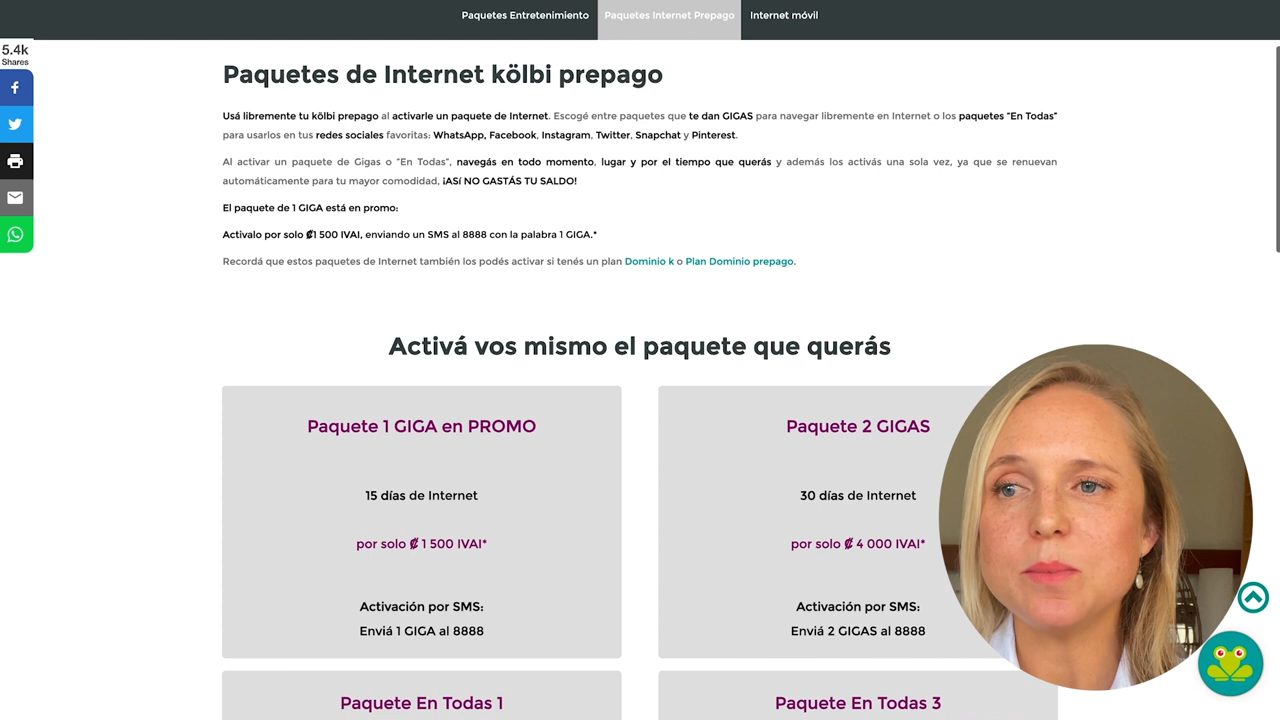 Paquetes Entretenimiento
Paquetes Internet Prepago
Internet móvil
5.4k
Shares
Paquetes de Internet kölbi prepago
Usá libremente tu kölbi prepago al activarle un paquete de Internet. Escogé entre paquetes que te dan GIGAS para navegar libremente en Internet o los paquetes "En Todas"
para usarlos en tus redes sociales favoritas: WhatsApp, Facebook, Instagram, Twitter, Snapchat y Pinterest.
Al activar un paquete de Gigas o "En Todas", navegás en todo momento, lugar y por el tiempo que querás y además los activás una sola vez, ya que se renuevan
automáticamente para tu mayor comodidad, ¡ASí NO GASTÁS TU SALDO!
El paquete de 1 GIGA está en promo:
Activalo por solo ₡1 500 IVAI, enviando un SMS al 8888 con la palabra 1 GIGA.*
Recordá que estos paquetes de Internet también los podés activar si tenés un plan Dominio k o Plan Dominio prepago.
Activá vos mismo el paquete que querás
Paquete 1 GIGA en PROMO
15 días de Internet
por solo ₡ 1 500 IVAI*
Activación por SMS:
Enviá 1 GIGA al 8888
Paquete 2 GIGAS
30 días de Internet
por solo ₡ 4 000 IVAI*
Activación por SMS:
Enviá 2 GIGAS al 8888
Paquete En Todas 1
Paquete En Todas 3